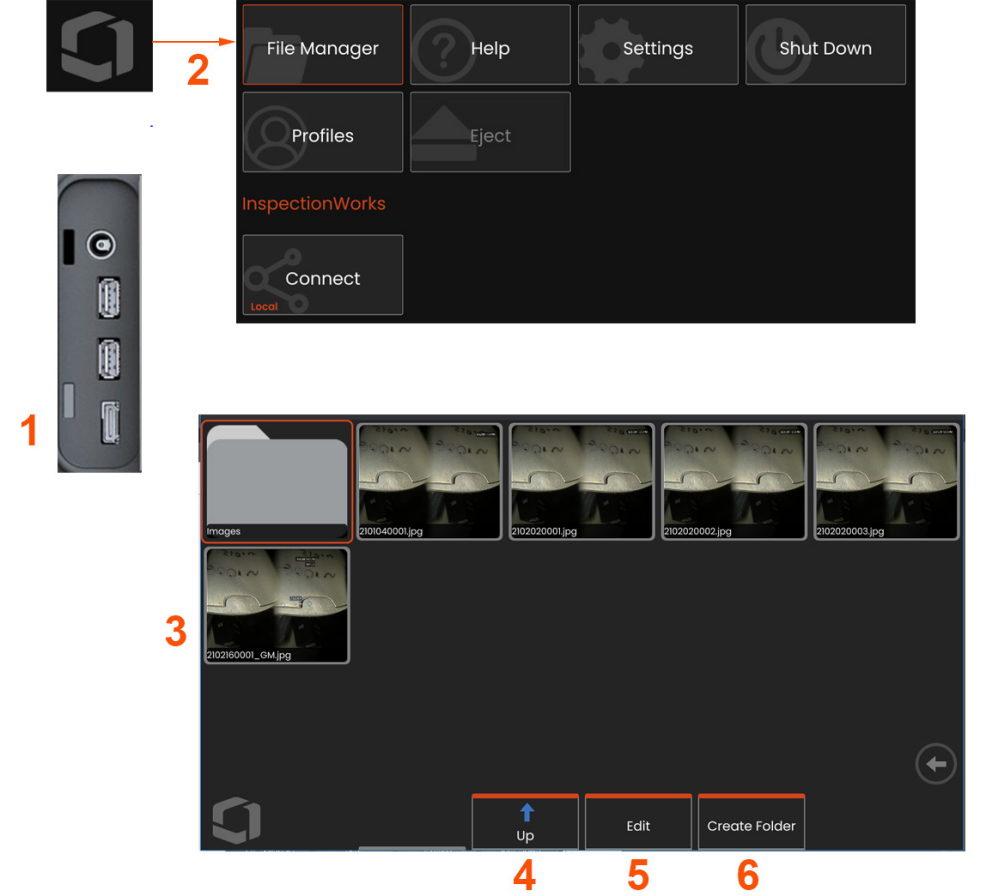 File Manager
Help
Settings
Shut Down
2
Profiles
Eject
InspectionWorks
Connect
Local
1
Images
2101040001.jpg
2102020001.jpg
2102020002.jpg
2102020003.jpg
3
2102160001_GM.jpg
Up
Edit
Create Folder
4
5
6